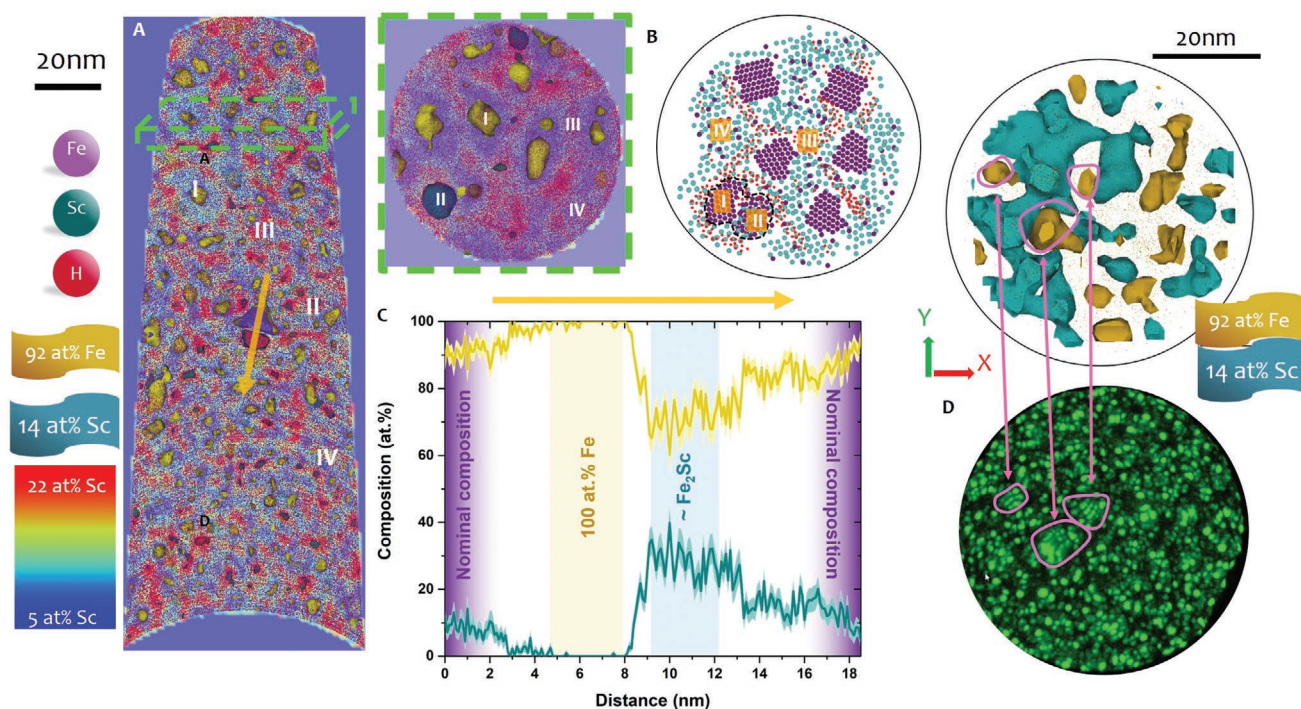 A
20nm
Fe
Sc
H
92 at% Fe
14 at% Sc
22 at% Sc
5 at% Sc
A
I
III
II
H
IV
D
I
III
II
IV
B
IV
III
I
II
C
100
80
60
40
20
0
Composition (at.%)
Nominal composition
100 at.% Fe
~ Fe₂Sc
Nominal composition
0 2 4 6 8 10 12 14 16 18
Distance (nm)
20nm
92 at% Fe
14 at% Sc
Y
X
D